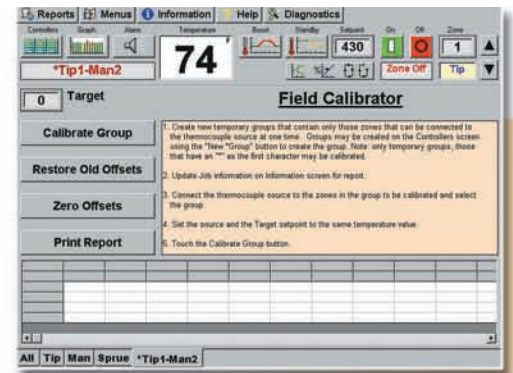 Reports Menus Information Help Diagnostics
Controllers Graph Alarm Temperature Boost Standby Setpoint On Off Zone
74 430 1
*Tip1-Man2 Zone Off Tip
0 Target Field Calibrator
Calibrate Group
Restore Old Offsets
Zero Offsets
Print Report
1. Create new temporary groups that contain only those zones that can be connected to
the thermocouple source at one time. Groups may be created on the Controllers screen
using the "New *Group" button to create the group. Note: only temporary groups, those
that have an "*" as the first character may be calibrated.
2. Update Job information on Information screen for report.
3. Connect the thermocouple source to the zones in the group to be calibrated and select
the group.
4. Set the source and the Target setpoint to the same temperature value.
5. Touch the Calibrate Group button.
All Tip Man Sprue *Tip1-Man2